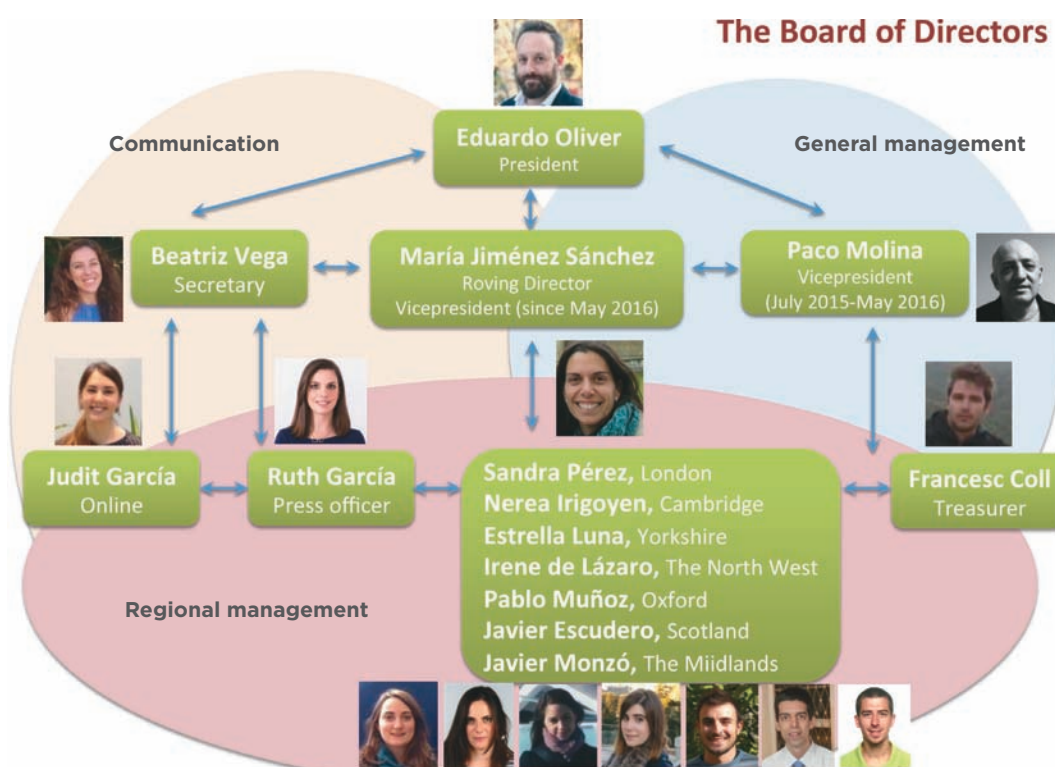 The Board of Directors
Communication
General management
Eduardo Oliver
President
Beatriz Vega
Secretary
María Jiménez Sánchez
Roving Director
Vicepresident (since May 2016)
Paco Molina
Vicepresident
(July 2015-May 2016)
Judit García
Online
Ruth García
Press officer
Sandra Pérez, London
Nerea Irigoyen, Cambridge
Estrella Luna, Yorkshire
Irene de Lázaro, The North West
Pablo Muñoz, Oxford
Javier Escudero, Scotland
Javier Monzó, The Miidlands
Francesc Coll
Treasurer
Regional management